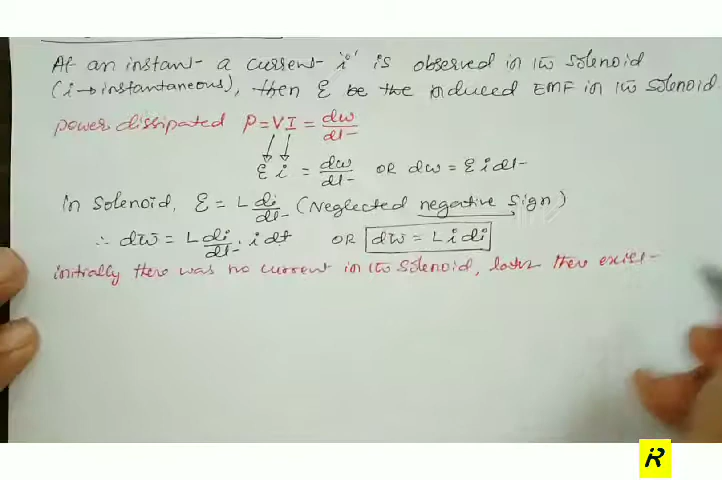 At an instant a current 'i' is observed in the solenoid
(i→instantaneous), then ε be the induced EMF in the solenoid.
power dissipated P = VI = dw/dt
ε i = dw/dt OR dw = ε i dt
In solenoid, ε = L di/dt (Neglected negative sign)
∴ dw = L di/dt . i dt OR dw = L i di
initially there was no current in the solenoid, later there exist
R